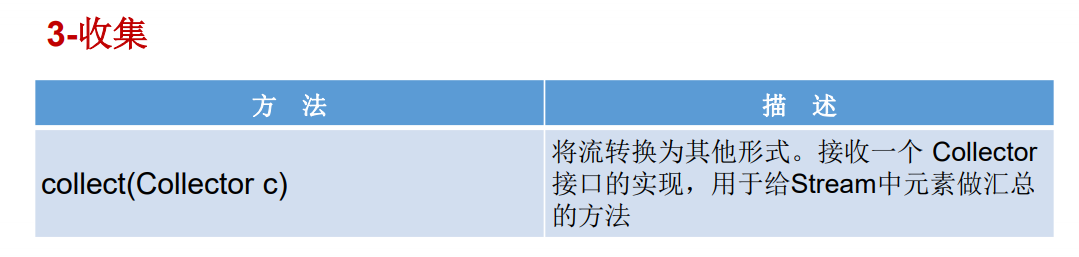 3-收集
方 法
描 述
collect(Collector c)
将流转换为其他形式。接收一个 Collector
接口的实现，用于给Stream中元素做汇总
的方法